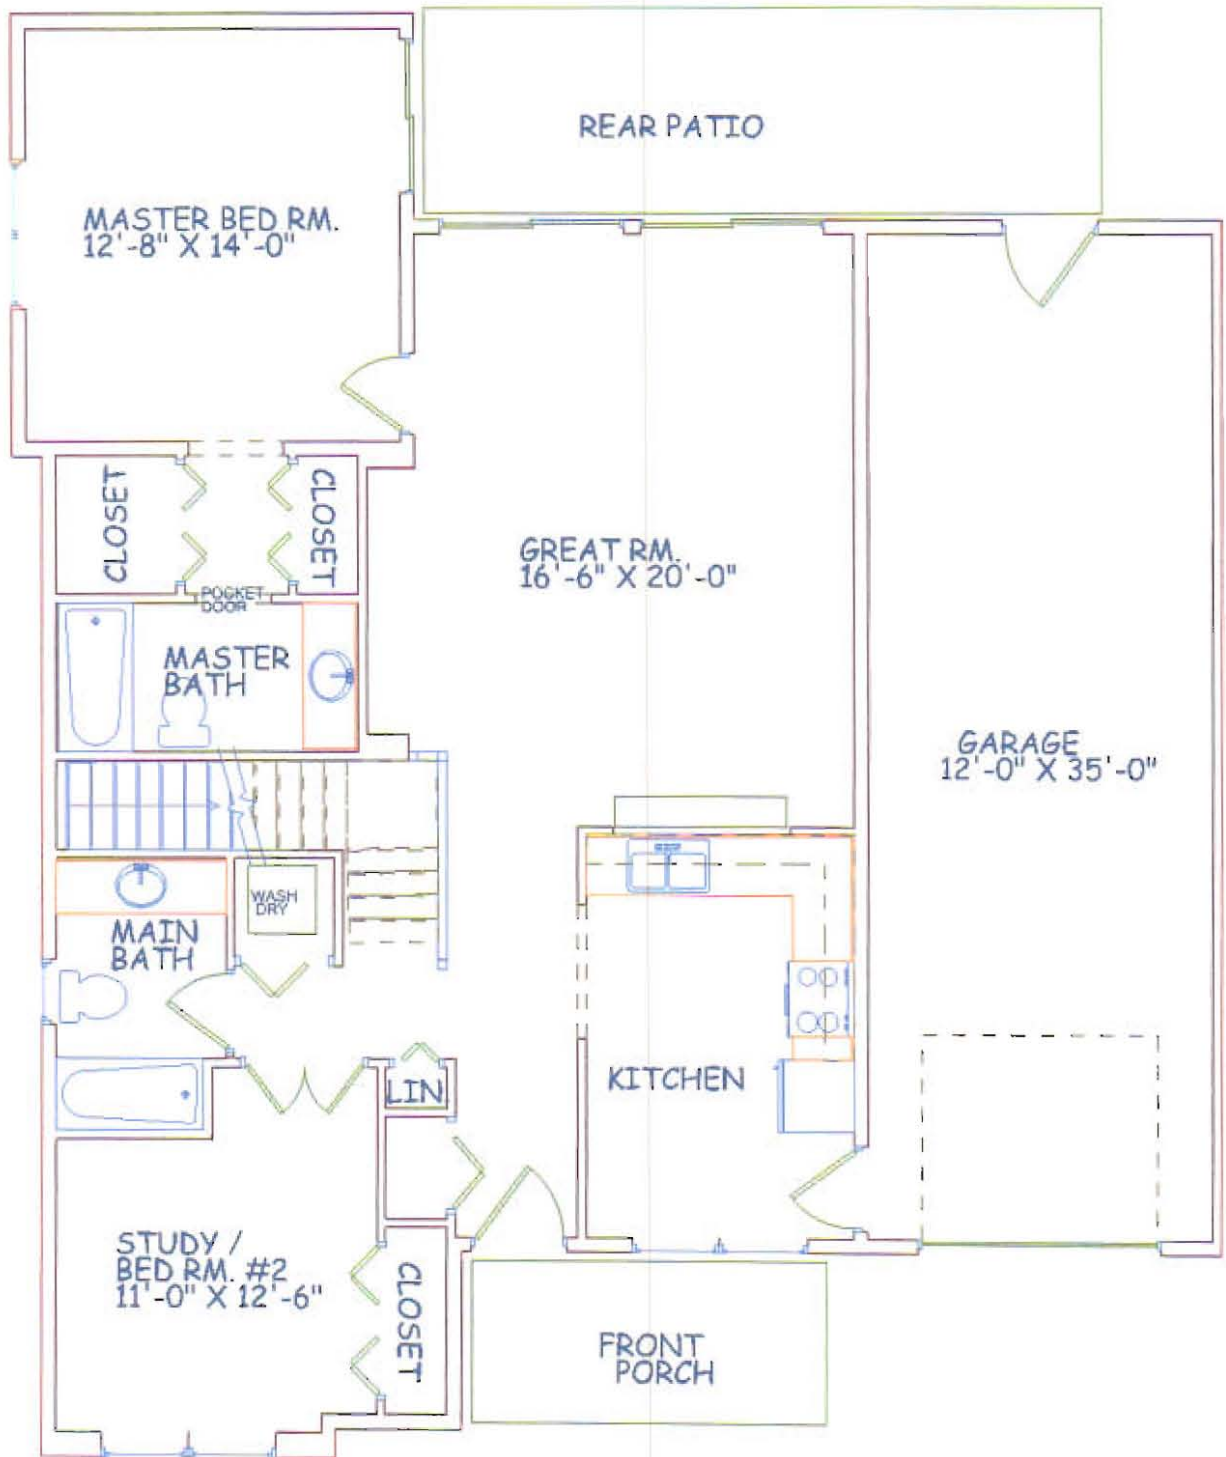 REAR PATIO
MASTER BED RM.
12'-8" X 14'-0"
CLOSET
CLOSET
GREAT RM.
16'-6" X 20'-0"
POCKET
DOOR
MASTER
BATH
GARAGE
12'-0" X 35'-0"
WASH
DRY
MAIN
BATH
LIN.
KITCHEN
STUDY /
BED RM. #2
11'-0" X 12'-6"
CLOSET
FRONT
PORCH